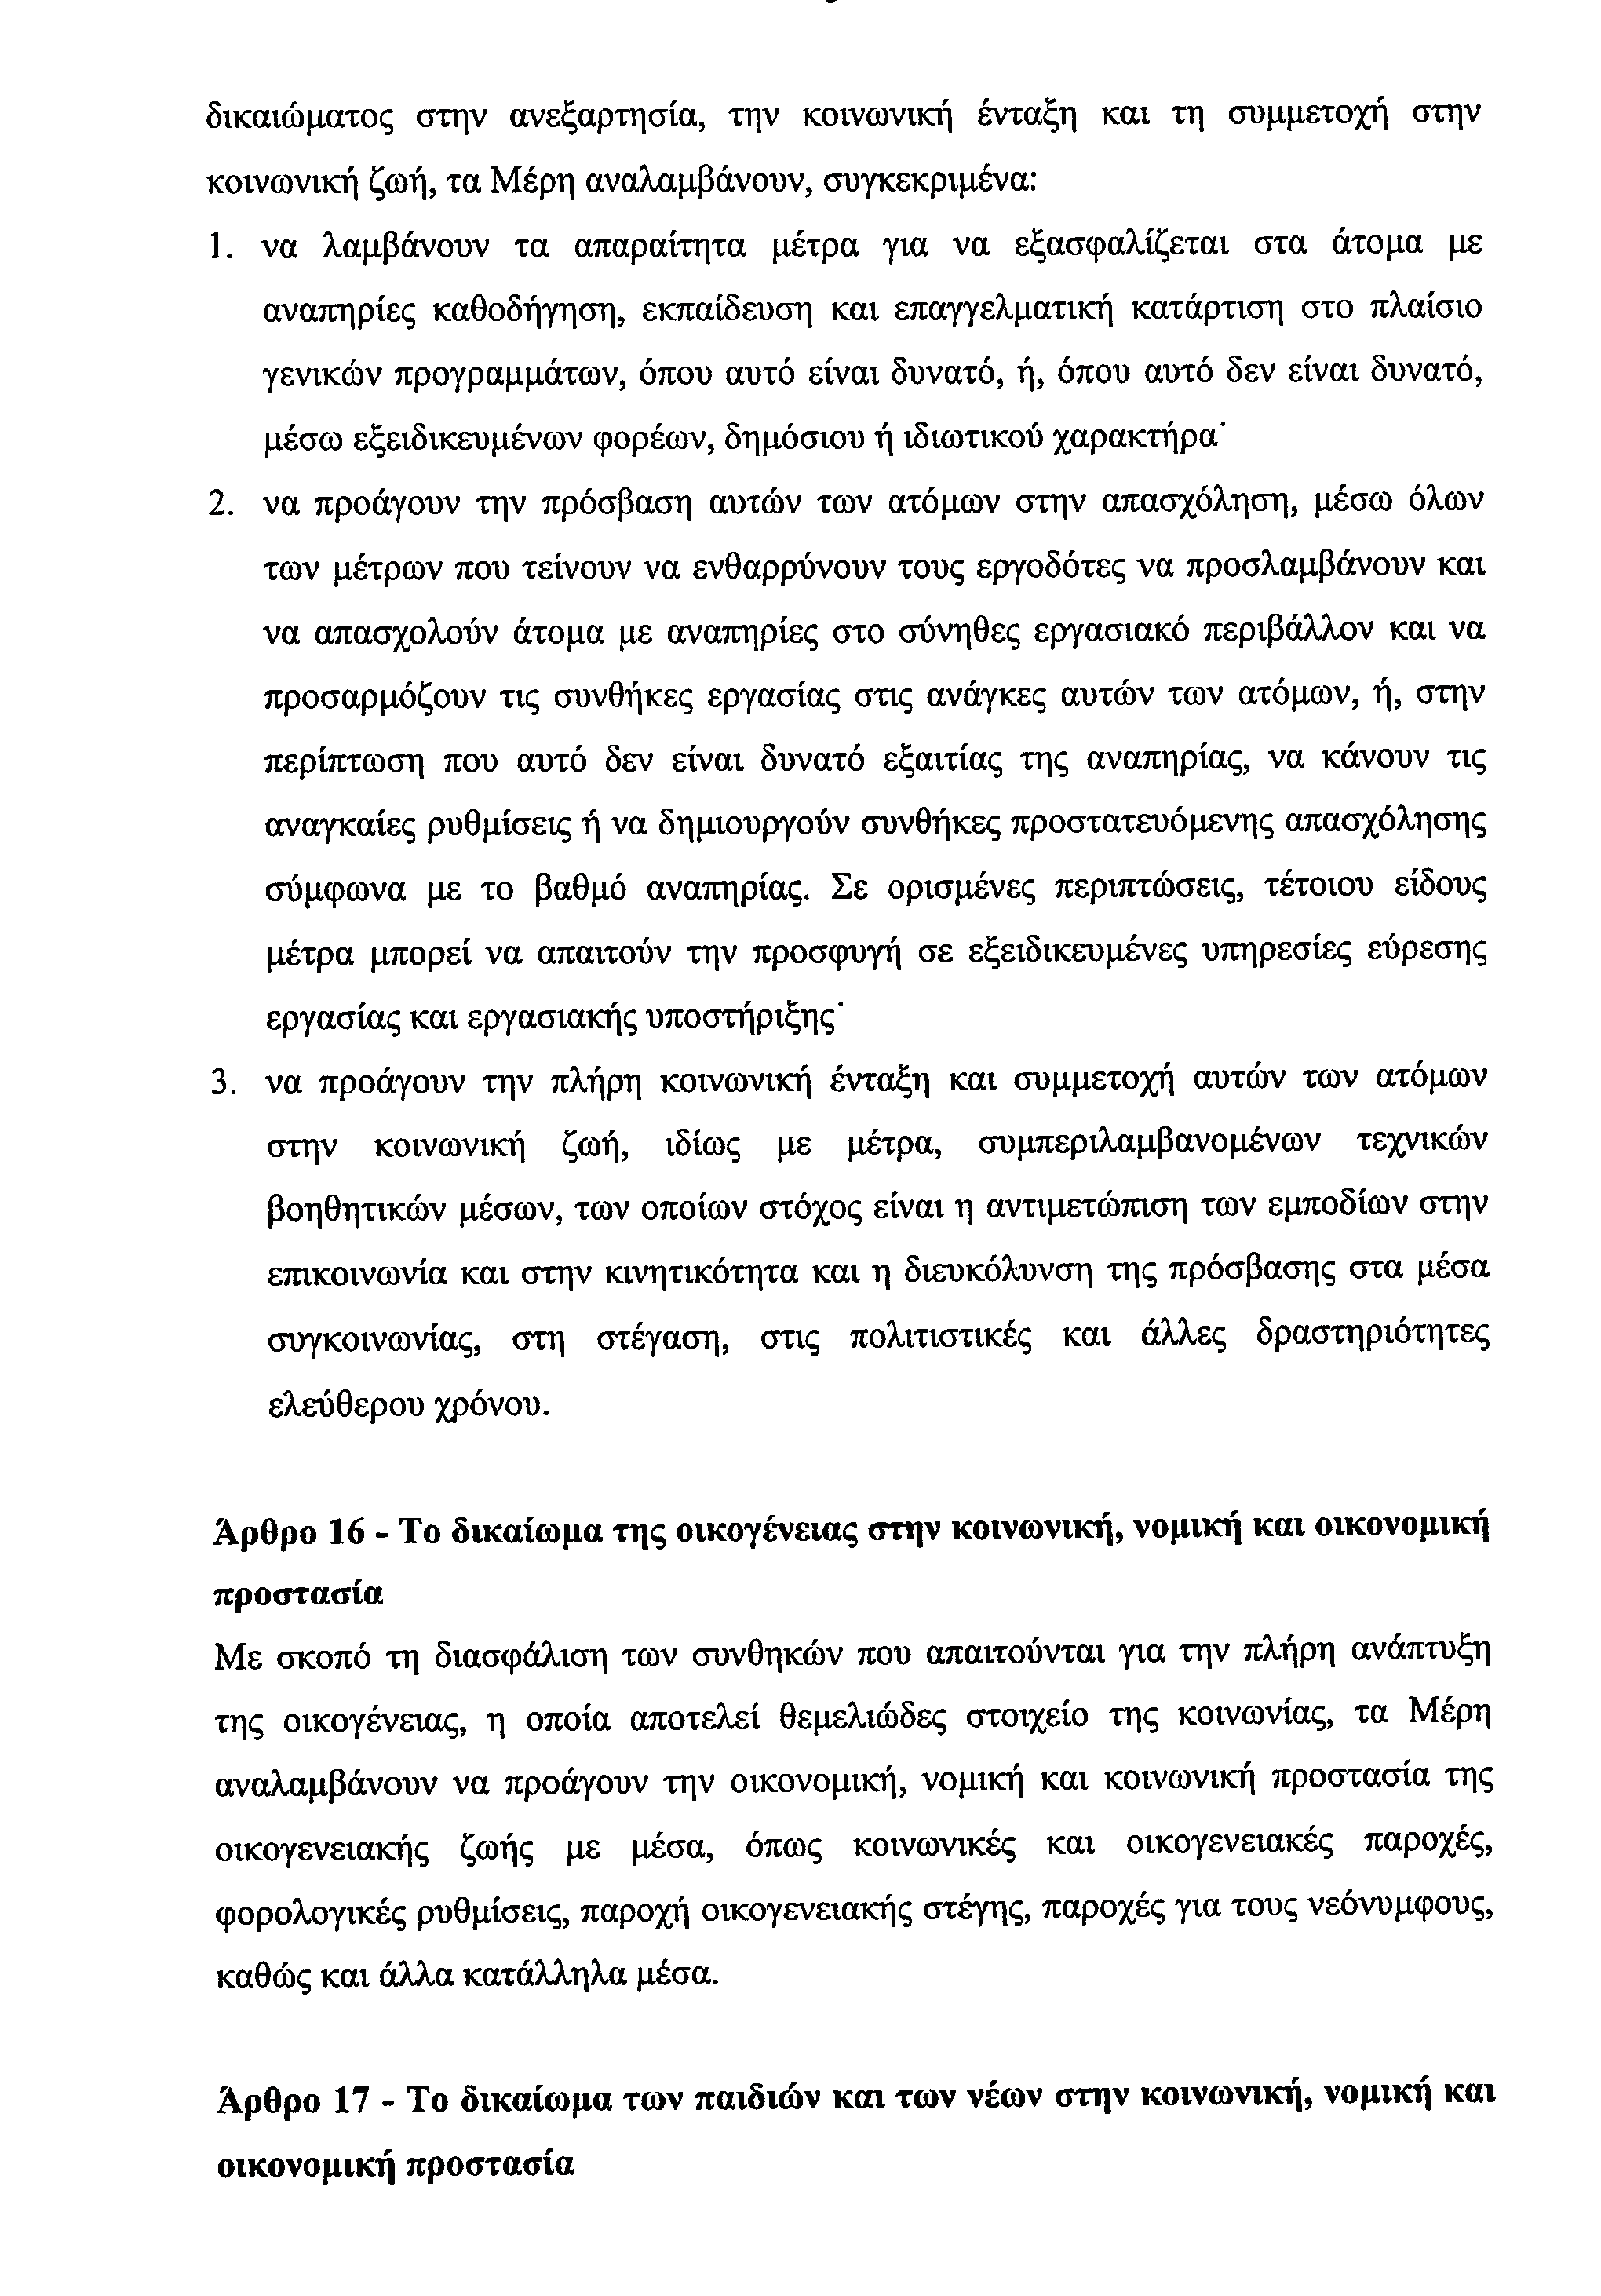 δικαιώματος στην ανεξαρτησία, την κοινωνική ένταξη και τη συμμετοχή στην
κοινωνική ζωή, τα Μέρη αναλαμβάνουν, συγκεκριμένα:
1. να λαμβάνουν τα απαραίτητα μέτρα για να εξασφαλίζεται στα άτομα με
αναπηρίες καθοδήγηση, εκπαίδευση και επαγγελματική κατάρτιση στο πλαίσιο
γενικών προγραμμάτων, όπου αυτό είναι δυνατό, ή, όπου αυτό δεν είναι δυνατό,
μέσω εξειδικευμένων φορέων, δημόσιου ή ιδιωτικού χαρακτήρα˙
2. να προάγουν την πρόσβαση αυτών των ατόμων στην απασχόληση, μέσω όλων
των μέτρων που τείνουν να ενθαρρύνουν τους εργοδότες να προσλαμβάνουν και
να απασχολούν άτομα με αναπηρίες στο σύνηθες εργασιακό περιβάλλον και να
προσαρμόζουν τις συνθήκες εργασίας στις ανάγκες αυτών των ατόμων, ή, στην
περίπτωση που αυτό δεν είναι δυνατό εξαιτίας της αναπηρίας, να κάνουν τις
αναγκαίες ρυθμίσεις ή να δημιουργούν συνθήκες προστατευόμενης απασχόλησης
σύμφωνα με το βαθμό αναπηρίας. Σε ορισμένες περιπτώσεις, τέτοιου είδους
μέτρα μπορεί να απαιτούν την προσφυγή σε εξειδικευμένες υπηρεσίες εύρεσης
εργασίας και εργασιακής υποστήριξης˙
3. να προάγουν την πλήρη κοινωνική ένταξη και συμμετοχή αυτών των ατόμων
στην κοινωνική ζωή, ιδίως με μέτρα, συμπεριλαμβανομένων τεχνικών
βοηθητικών μέσων, των οποίων στόχος είναι η αντιμετώπιση των εμποδίων στην
επικοινωνία και στην κινητικότητα και η διευκόλυνση της πρόσβασης στα μέσα
συγκοινωνίας, στη στέγαση, στις πολιτιστικές και άλλες δραστηριότητες
ελεύθερου χρόνου.
Άρθρο 16 - Το δικαίωμα της οικογένειας στην κοινωνική, νομική και οικονομική
προστασία
Με σκοπό τη διασφάλιση των συνθηκών που απαιτούνται για την πλήρη ανάπτυξη
της οικογένειας, η οποία αποτελεί θεμελιώδες στοιχείο της κοινωνίας, τα Μέρη
αναλαμβάνουν να προάγουν την οικονομική, νομική και κοινωνική προστασία της
οικογενειακής ζωής με μέσα, όπως κοινωνικές και οικογενειακές παροχές,
φορολογικές ρυθμίσεις, παροχή οικογενειακής στέγης, παροχές για τους νεόνυμφους,
καθώς και άλλα κατάλληλα μέσα.
Άρθρο 17 - Το δικαίωμα των παιδιών και των νέων στην κοινωνική, νομική και
οικονομική προστασία